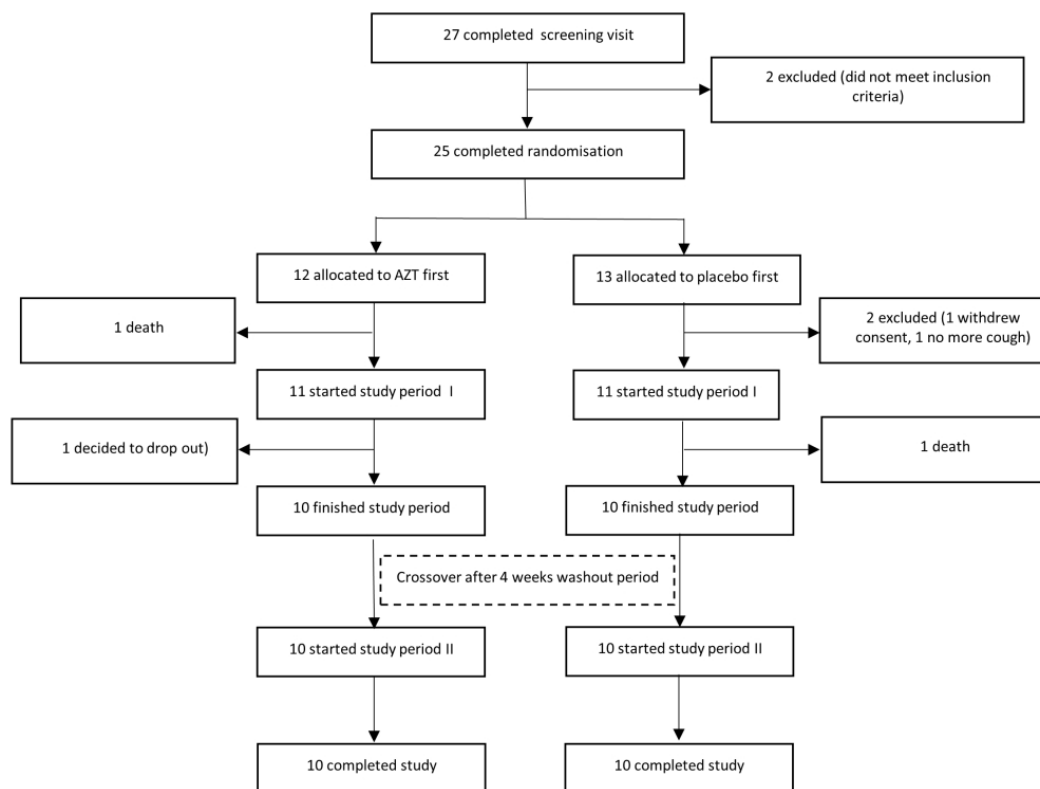 27 completed screening visit
2 excluded (did not meet inclusion
criteria)
25 completed randomisation
12 allocated to AZT first
13 allocated to placebo first
1 death
2 excluded (1 withdrew
consent, 1 no more cough)
11 started study period I
11 started study period I
1 decided to drop out)
1 death
10 finished study period
10 finished study period
Crossover after 4 weeks washout period
10 started study period II
10 started study period II
10 completed study
10 completed study